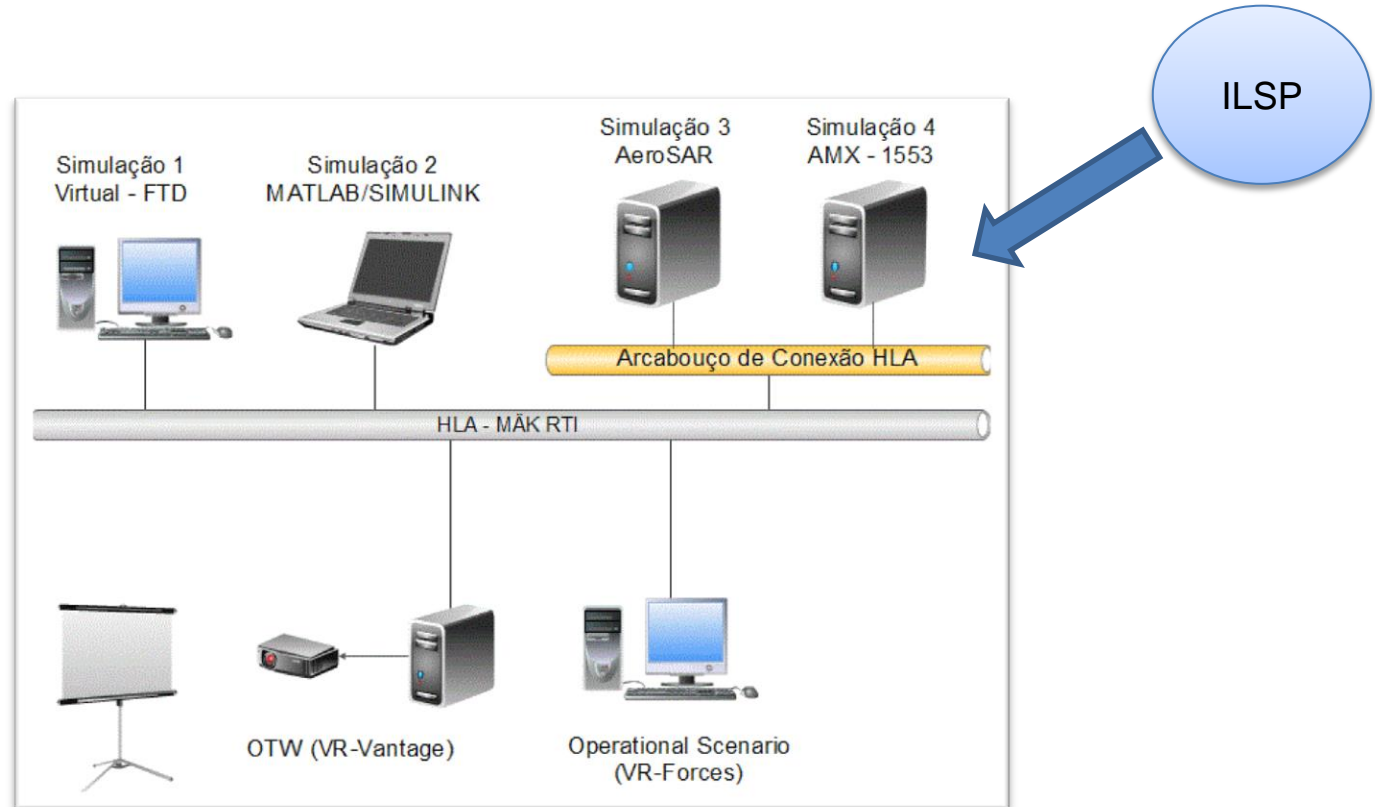 ILSP
Simulação 1
Virtual - FTD
Simulação 2
MATLAB/SIMULINK
Simulação 3
AeroSAR
Simulação 4
AMX - 1553
Arcabouço de Conexão HLA
HLA - MÄK RTI
OTW (VR-Vantage)
Operational Scenario
(VR-Forces)